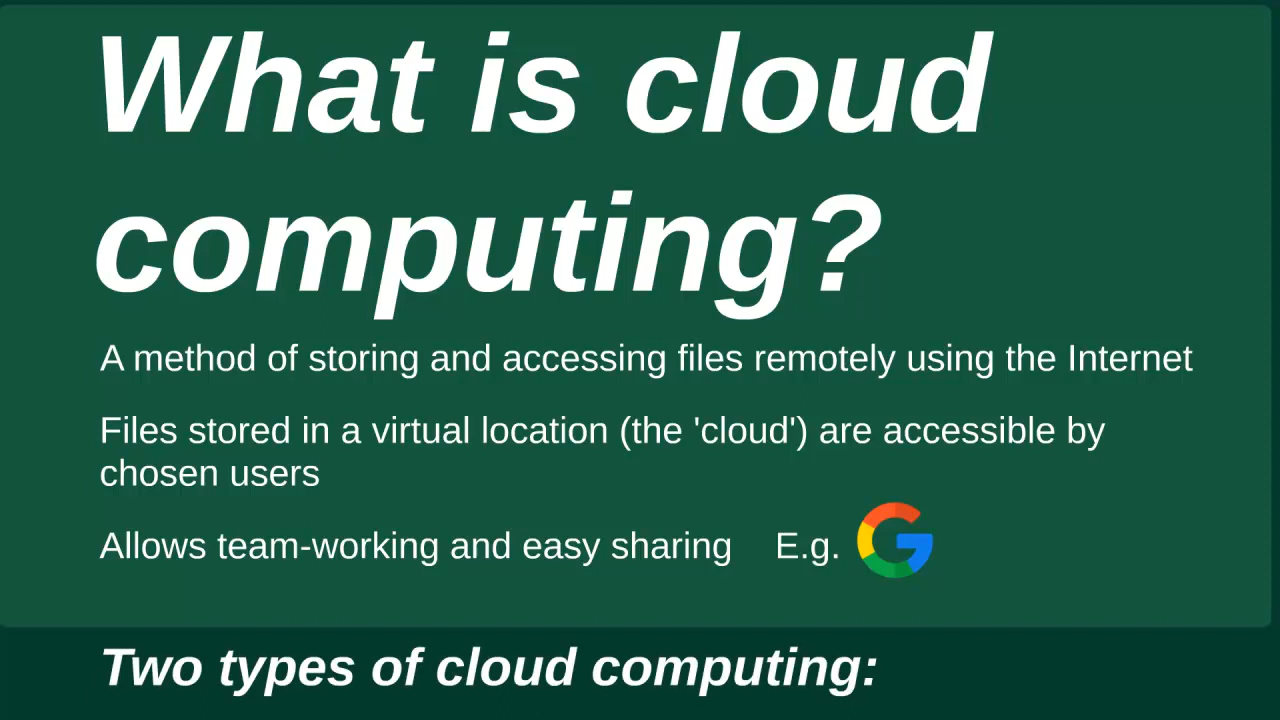 What is cloud
computing?
A method of storing and accessing files remotely using the Internet
Files stored in a virtual location (the 'cloud') are accessible by
chosen users
Allows team-working and easy sharing E.g. G
Two types of cloud computing: